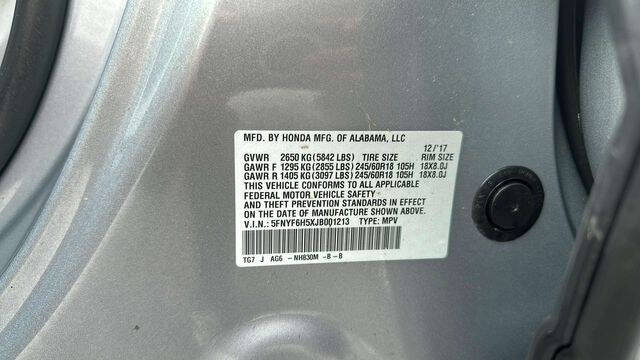 MFD. BY HONDA MFG. OF ALABAMA, LLC
12/'17
GVWR 2650 KG (5842 LBS) TIRE SIZE RIM SIZE
GAWR F 1295 KG (2855 LBS) 245/60R18 105H 18X8.0J
GAWR R 1405 KG (3097 LBS) 245/60R18 105H 18X8.0J
THIS VEHICLE CONFORMS TO ALL APPLICABLE
FEDERAL MOTOR VEHICLE SAFETY
AND THEFT PREVENTION STANDARDS IN EFFECT
ON THE DATE OF MANUFACTURE SHOWN ABOVE.
V.I.N.: 5FNYF6H5XJB001213 TYPE: MPV
TG7 J AG6 -NH830M -B -B